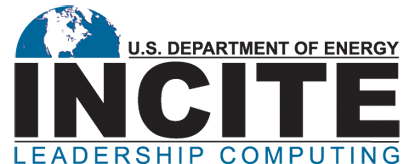 U.S. DEPARTMENT OF ENERGY
INCITE
LEADERSHIP COMPUTING